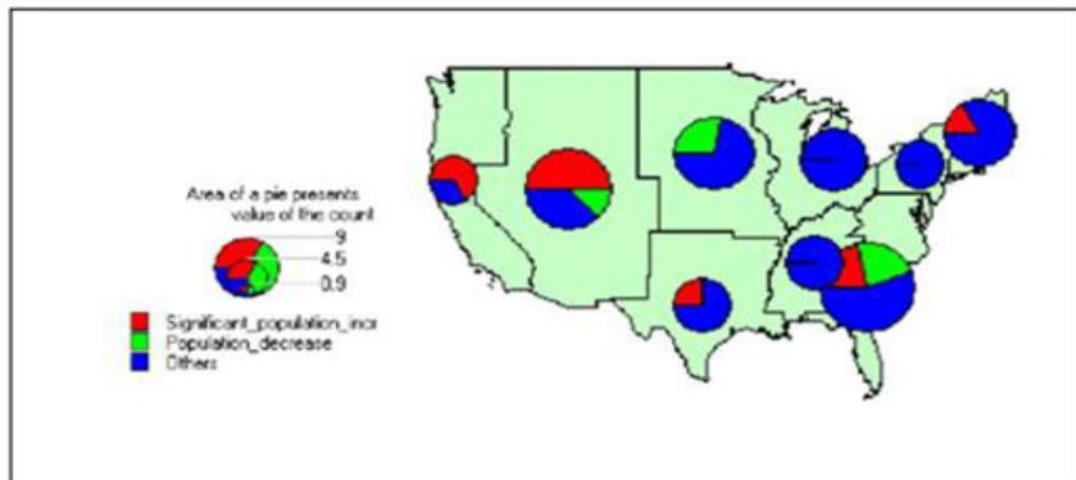 Area of a pie presents
value of the count
9
4.5
0.9
Significant_population_incr
Population_decrease
Others